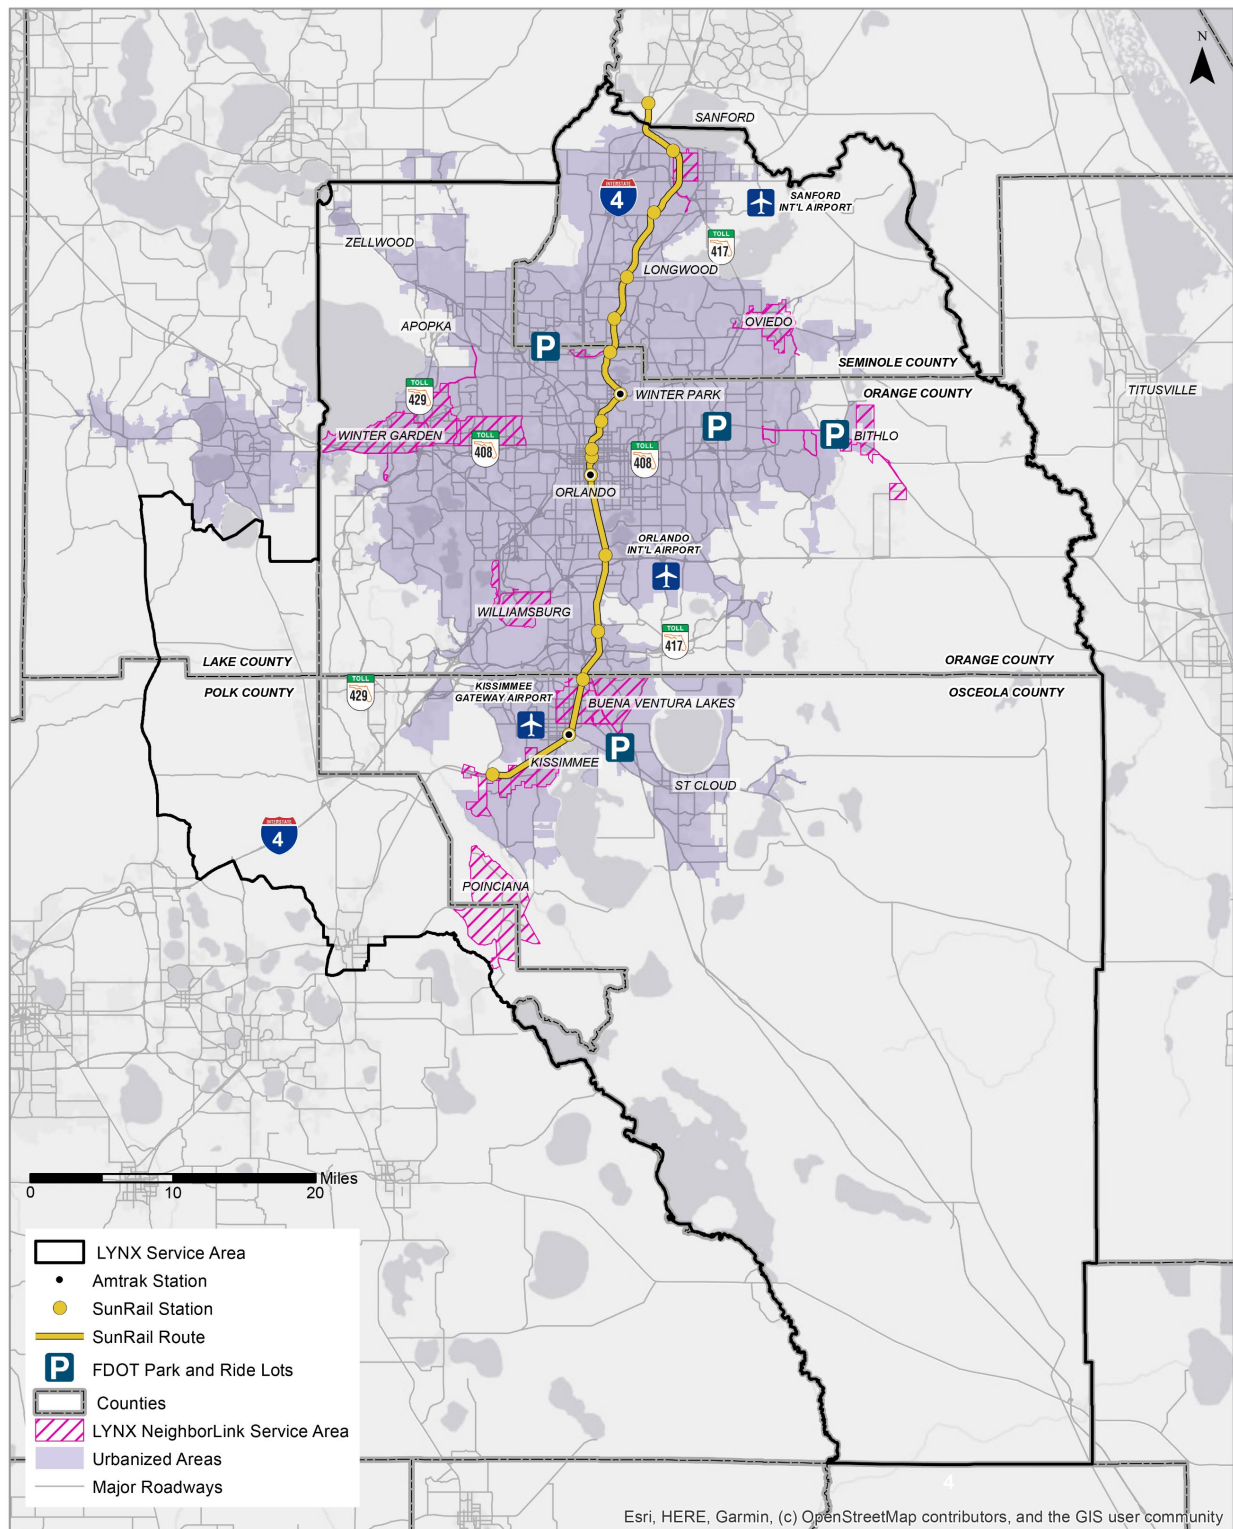 N
SANFORD
INTERSTATE
4
SANFORD
INT'L AIRPORT
ZELLWOOD
TOLL
417
LONGWOOD
APOPKA
OVIEDO
P
SEMINOLE COUNTY
ORANGE COUNTY
TITUSVILLE
TOLL
429
WINTER PARK
WINTER GARDEN
TOLL
408
TOLL
408
P
P
BITHLO
ORLANDO
ORLANDO
INT'L AIRPORT
WILLIAMSBURG
TOLL
417
LAKE COUNTY
POLK COUNTY
ORANGE COUNTY
OSCEOLA COUNTY
TOLL
429
KISSIMMEE
GATEWAY AIRPORT
BUENA VENTURA LAKES
P
KISSIMMEE
ST CLOUD
INTERSTATE
4
POINCIANA
Miles
0 10 20
LYNX Service Area
Amtrak Station
SunRail Station
SunRail Route
P FDOT Park and Ride Lots
Counties
LYNX NeighborLink Service Area
Urbanized Areas
Major Roadways
4
Esri, HERE, Garmin, (c) OpenStreetMap contributors, and the GIS user community